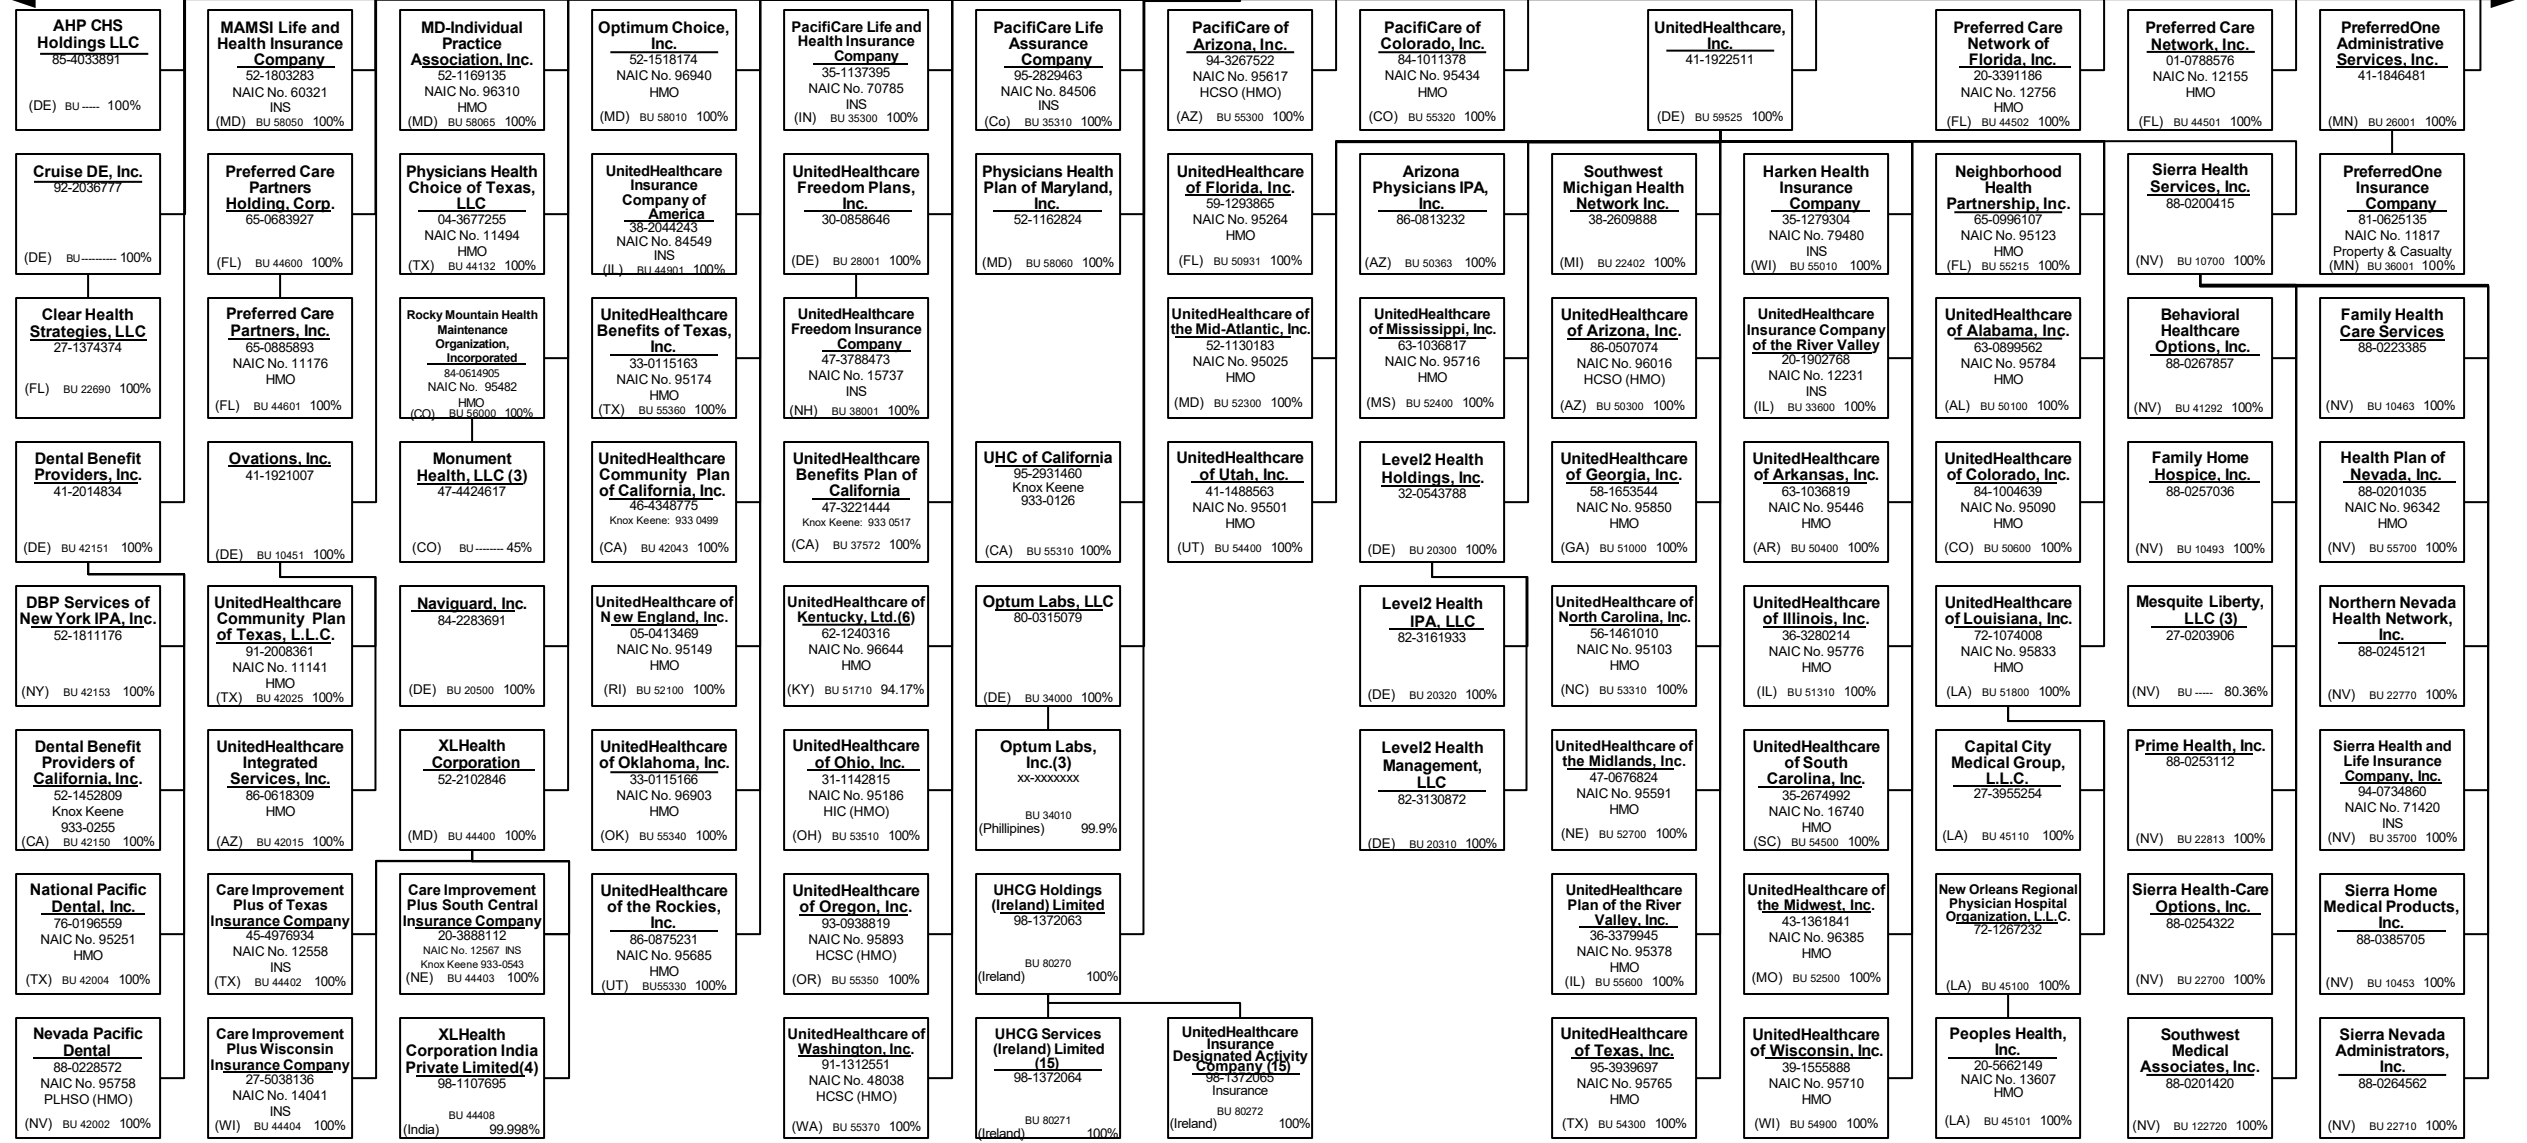 AHP CHS
Holdings LLC
85-4033891
(DE) BU ----- 100%
MAMSI Life and
Health Insurance
Company
52-1803283
NAIC No. 60321
INS
(MD) BU 58050 100%
MD-Individual
Practice
Association, Inc.
52-1169135
NAIC No. 96310
HMO
(MD) BU 58065 100%
Optimum Choice,
Inc.
52-1518174
NAIC No. 96940
HMO
(MD) BU 58010 100%
PacifiCare Life and
Health Insurance
Company
35-1137395
NAIC No. 70785
INS
(IN) BU 35300 100%
PacifiCare Life
Assurance
Company
95-2829463
NAIC No. 84506
INS
(Co) BU 35310 100%
PacifiCare of
Arizona, Inc.
94-3267522
NAIC No. 95617
HCSO (HMO)
(AZ) BU 55300 100%
PacifiCare of
Colorado, Inc.
84-1011378
NAIC No. 95434
HMO
(CO) BU 55320 100%
UnitedHealthcare,
Inc.
41-1922511
(DE) BU 59525 100%
Preferred Care
Network of
Florida, Inc.
20-3391186
NAIC No. 12756
HMO
(FL) BU 44502 100%
Preferred Care
Network, Inc.
01-0788576
NAIC No. 12155
HMO
(FL) BU 44501 100%
PreferredOne
Administrative
Services, Inc.
41-1846481
(MN) BU 26001 100%
Cruise DE, Inc.
92-2036777
(DE) BU---------- 100%
Preferred Care
Partners
Holding, Corp.
65-0683927
(FL) BU 44600 100%
Physicians Health
Choice of Texas,
LLC
04-3677255
NAIC No. 11494
HMO
(TX) BU 44132 100%
UnitedHealthcare
Insurance
Company of
America
38-2044243
NAIC No. 84549
INS
(IL) BU 44901 100%
UnitedHealthcare
Freedom Plans,
Inc.
30-0858646
(DE) BU 28001 100%
Physicians Health
Plan of Maryland,
Inc.
52-1162824
(MD) BU 58060 100%
UnitedHealthcare
of Florida, Inc.
59-1293865
NAIC No. 95264
HMO
(FL) BU 50931 100%
Arizona
Physicians IPA,
Inc.
86-0813232
(AZ) BU 50363 100%
Southwest
Michigan Health
Network Inc.
38-2609888
(MI) BU 22402 100%
Harken Health
Insurance
Company
35-1279304
NAIC No. 79480
INS
(WI) BU 55010 100%
Neighborhood
Health
Partnership, Inc.
65-0996107
NAIC No. 95123
HMO
(FL) BU 55215 100%
Sierra Health
Services, Inc.
88-0200415
(NV) BU 10700 100%
PreferredOne
Insurance
Company
81-0625135
NAIC No. 11817
Property & Casualty
(MN) BU 36001 100%
Clear Health
Strategies, LLC
27-1374374
(FL) BU 22690 100%
Preferred Care
Partners, Inc.
65-0885893
NAIC No. 11176
HMO
(FL) BU 44601 100%
Rocky Mountain Health
Maintenance
Organization,
Incorporated
84-0614905
NAIC No. 95482
HMO
(CO) BU 56000 100%
UnitedHealthcare
Benefits of Texas,
Inc.
33-0115163
NAIC No. 95174
HMO
(TX) BU 55360 100%
UnitedHealthcare
Freedom Insurance
Company
47-3788473
NAIC No. 15737
INS
(NH) BU 38001 100%
UnitedHealthcare of
the Mid-Atlantic, Inc.
52-1130183
NAIC No. 95025
HMO
(MD) BU 52300 100%
UnitedHealthcare
of Mississippi, Inc.
63-1036817
NAIC No. 95716
HMO
(MS) BU 52400 100%
UnitedHealthcare
of Arizona, Inc.
86-0507074
NAIC No. 96016
HCSO (HMO)
(AZ) BU 50300 100%
UnitedHealthcare
Insurance Company
of the River Valley
20-1902768
NAIC No. 12231
INS
(IL) BU 33600 100%
UnitedHealthcare
of Alabama, Inc.
63-0899562
NAIC No. 95784
HMO
(AL) BU 50100 100%
Behavioral
Healthcare
Options, Inc.
88-0267857
(NV) BU 41292 100%
Family Health
Care Services
88-0223385
(NV) BU 10463 100%
Dental Benefit
Providers, Inc.
41-2014834
(DE) BU 42151 100%
Ovations, Inc.
41-1921007
(DE) BU 10451 100%
Monument
Health, LLC (3)
47-4424617
(CO) BU -------- 45%
UnitedHealthcare
Community Plan
of California, Inc.
46-4348775
Knox Keene: 933 0499
(CA) BU 42043 100%
UnitedHealthcare
Benefits Plan of
California
47-3221444
Knox Keene: 933 0517
(CA) BU 37572 100%
UHC of California
95-2931460
Knox Keene
933-0126
(CA) BU 55310 100%
UnitedHealthcare
of Utah, Inc.
41-1488563
NAIC No. 95501
HMO
(UT) BU 54400 100%
Level2 Health
Holdings, Inc.
32-0543788
(DE) BU 20300 100%
UnitedHealthcare
of Georgia, Inc.
58-1653544
NAIC No. 95850
HMO
(GA) BU 51000 100%
UnitedHealthcare
of Arkansas, Inc.
63-1036819
NAIC No. 95446
HMO
(AR) BU 50400 100%
UnitedHealthcare
of Colorado, Inc.
84-1004639
NAIC No. 95090
HMO
(CO) BU 50600 100%
Family Home
Hospice, Inc.
88-0257036
(NV) BU 10493 100%
Health Plan of
Nevada, Inc.
88-0201035
NAIC No. 96342
HMO
(NV) BU 55700 100%
DBP Services of
New York IPA, Inc.
52-1811176
(NY) BU 42153 100%
UnitedHealthcare
Community Plan
of Texas, L.L.C.
91-2008361
NAIC No. 11141
HMO
(TX) BU 42025 100%
Naviguard, Inc.
84-2283691
(DE) BU 20500 100%
UnitedHealthcare of
New England, Inc.
05-0413469
NAIC No. 95149
HMO
(RI) BU 52100 100%
UnitedHealthcare of
Kentucky, Ltd.(6)
62-1240316
NAIC No. 96644
HMO
(KY) BU 51710 94.17%
Optum Labs, LLC
80-0315079
(DE) BU 34000 100%
Level2 Health
IPA, LLC
82-3161933
(DE) BU 20320 100%
UnitedHealthcare of
North Carolina, Inc.
56-1461010
NAIC No. 95103
HMO
(NC) BU 53310 100%
UnitedHealthcare
of Illinois, Inc.
36-3280214
NAIC No. 95776
HMO
(IL) BU 51310 100%
UnitedHealthcare
of Louisiana, Inc.
72-1074008
NAIC No. 95833
HMO
(LA) BU 51800 100%
Mesquite Liberty,
LLC (3)
27-0203906
(NV) BU ----- 80.36%
Northern Nevada
Health Network,
Inc.
88-0245121
(NV) BU 22770 100%
Dental Benefit
Providers of
California, Inc.
52-1452809
Knox Keene
933-0255
(CA) BU 42150 100%
UnitedHealthcare
Integrated
Services, Inc.
86-0618309
HMO
(AZ) BU 42015 100%
XLHealth
Corporation
52-2102846
(MD) BU 44400 100%
UnitedHealthcare
of Oklahoma, Inc.
33-0115166
NAIC No. 96903
HMO
(OK) BU 55340 100%
UnitedHealthcare
of Ohio, Inc.
31-1142815
NAIC No. 95186
HIC (HMO)
(OH) BU 53510 100%
Optum Labs,
Inc.(3)
xx-xxxxxxx
BU 34010
(Phillipines) 99.9%
Level2 Health
Management,
LLC
82-3130872
(DE) BU 20310 100%
UnitedHealthcare of
the Midlands, Inc.
47-0676824
NAIC No. 95591
HMO
(NE) BU 52700 100%
UnitedHealthcare
of South
Carolina, Inc.
35-2674992
NAIC No. 16740
HMO
(SC) BU 54500 100%
Capital City
Medical Group,
L.L.C.
27-3955254
(LA) BU 45110 100%
Prime Health, Inc.
88-0253112
(NV) BU 22813 100%
Sierra Health and
Life Insurance
Company, Inc.
94-0734860
NAIC No. 71420
INS
(NV) BU 35700 100%
National Pacific
Dental, Inc.
76-0196559
NAIC No. 95251
HMO
(TX) BU 42004 100%
Care Improvement
Plus of Texas
Insurance Company
45-4976934
NAIC No. 12558
INS
(TX) BU 44402 100%
Care Improvement
Plus South Central
Insurance Company
20-3888112
NAIC No. 12567 INS
Knox Keene 933-0543
(NE) BU 44403 100%
UnitedHealthcare
of the Rockies,
Inc.
86-0875231
NAIC No. 95685
HMO
(UT) BU55330 100%
UnitedHealthcare
of Oregon, Inc.
93-0938819
NAIC No. 95893
HCSC (HMO)
(OR) BU 55350 100%
UHCG Holdings
(Ireland) Limited
98-1372063
BU 80270
(Ireland) 100%
UnitedHealthcare
Plan of the River
Valley, Inc.
36-3379945
NAIC No. 95378
HMO
(IL) BU 55600 100%
UnitedHealthcare of
the Midwest, Inc.
43-1361841
NAIC No. 96385
HMO
(MO) BU 52500 100%
New Orleans Regional
Physician Hospital
Organization, L.L.C.
72-1267232
(LA) BU 45100 100%
Sierra Health-Care
Options, Inc.
88-0254322
(NV) BU 22700 100%
Sierra Home
Medical Products,
Inc.
88-0385705
(NV) BU 10453 100%
Nevada Pacific
Dental
88-0228572
NAIC No. 95758
PLHSO (HMO)
(NV) BU 42002 100%
Care Improvement
Plus Wisconsin
Insurance Company
27-5038136
NAIC No. 14041
INS
(WI) BU 44404 100%
XLHealth
Corporation India
Private Limited(4)
98-1107695
BU 44408
(India) 99.998%
UnitedHealthcare of
Washington, Inc.
91-1312551
NAIC No. 48038
HCSC (HMO)
(WA) BU 55370 100%
UHCG Services
(Ireland) Limited
(15)
98-1372064
BU 80271
(Ireland) 100%
UnitedHealthcare
Insurance
Designated Activity
Company (15)
98-1372065
Insurance
BU 80272
(Ireland) 100%
UnitedHealthcare
of Texas, Inc.
95-3939697
NAIC No. 95765
HMO
(TX) BU 54300 100%
UnitedHealthcare
of Wisconsin, Inc.
39-1555888
NAIC No. 95710
HMO
(WI) BU 54900 100%
Peoples Health,
Inc.
20-5662149
NAIC No. 13607
HMO
(LA) BU 45101 100%
Southwest
Medical
Associates, Inc.
88-0201420
(NV) BU 122720 100%
Sierra Nevada
Administrators,
Inc.
88-0264562
(NV) BU 22710 100%